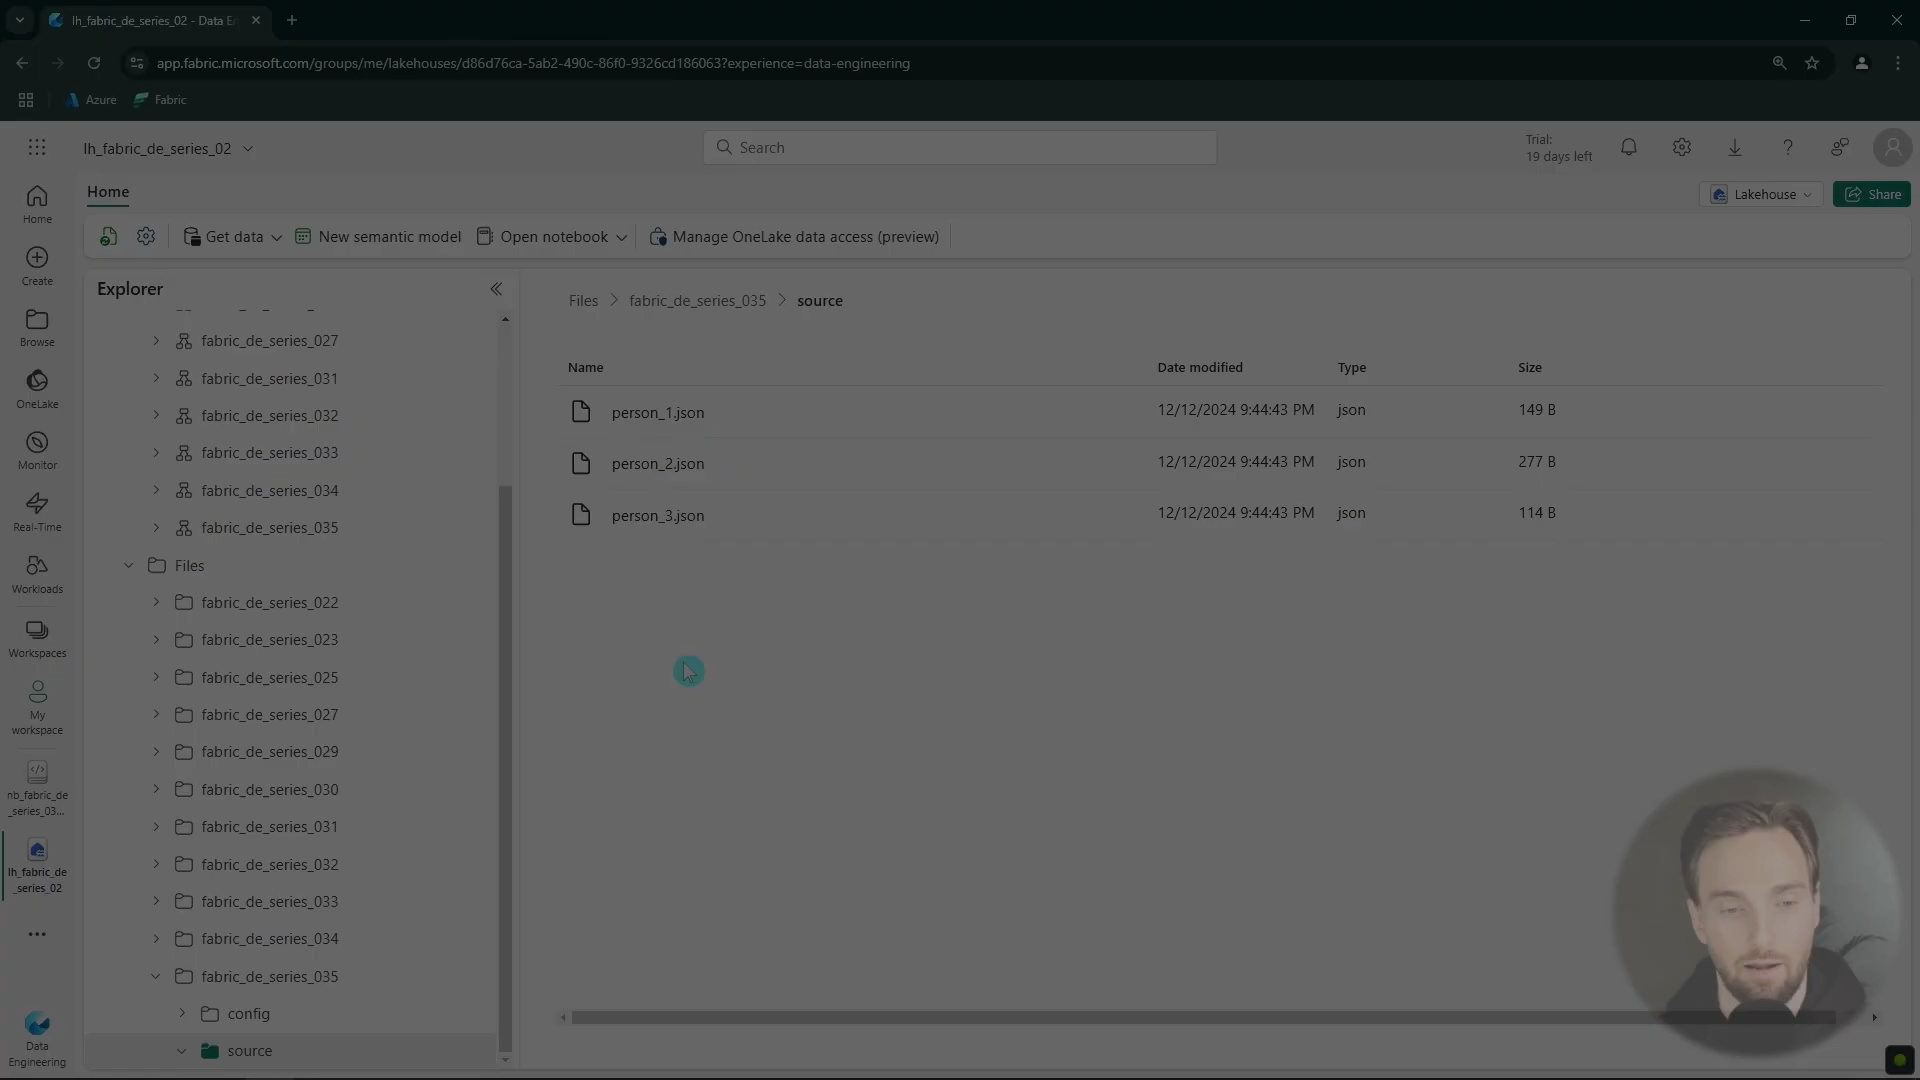 lh_fabric_de_series_02 - Data En
app.fabric.microsoft.com/groups/me/lakehouses/d86d76ca-5ab2-490c-86f0-9326cd186063?experience=data-engineering
Azure
Fabric
lh_fabric_de_series_02
Search
Trial:
19 days left
Home
Lakehouse
Share
Get data
New semantic model
Open notebook
Manage OneLake data access (preview)
Home
Create
Browse
OneLake
Monitor
Real-Time
Workloads
Workspaces
My
workspace
nb_fabric_de
_series_03...
lh_fabric_de
_series_02
Data
Engineering
Explorer
fabric_de_series_027
fabric_de_series_031
fabric_de_series_032
fabric_de_series_033
fabric_de_series_034
fabric_de_series_035
Files
fabric_de_series_022
fabric_de_series_023
fabric_de_series_025
fabric_de_series_027
fabric_de_series_029
fabric_de_series_030
fabric_de_series_031
fabric_de_series_032
fabric_de_series_033
fabric_de_series_034
fabric_de_series_035
config
source
Files > fabric_de_series_035 > source
Name Date modified Type Size
person_1.json 12/12/2024 9:44:43 PM json 149 B
person_2.json 12/12/2024 9:44:43 PM json 277 B
person_3.json 12/12/2024 9:44:43 PM json 114 B